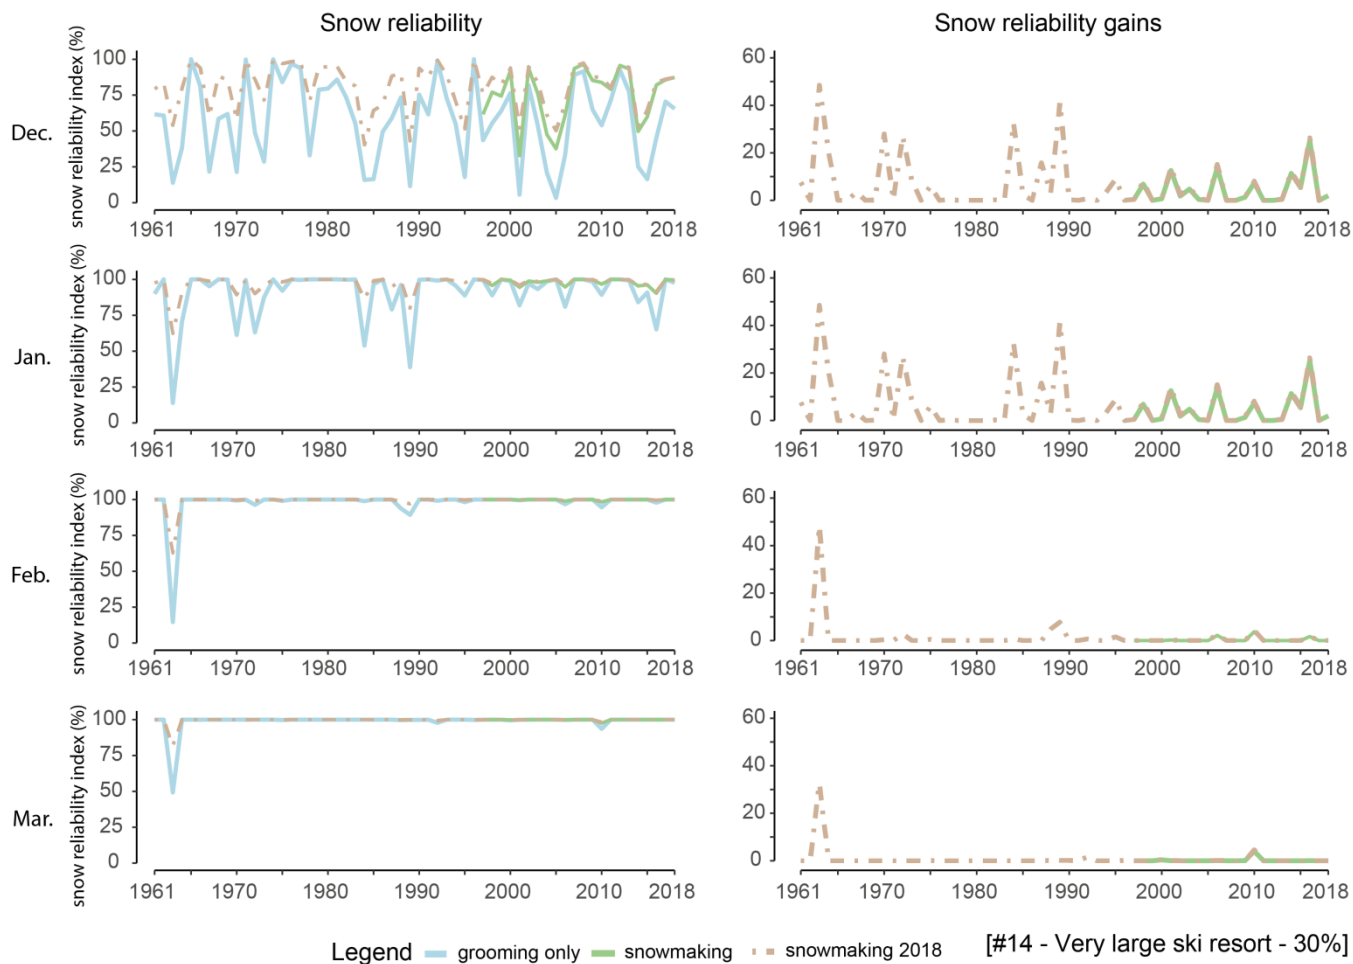 Snow reliability
Snow reliability gains
Dec.
snow reliability index (%)
100
75
50
25
0
1961 1970 1980 1990 2000 2010 2018
60
40
20
0
1961 1970 1980 1990 2000 2010 2018
Jan.
snow reliability index (%)
100
75
50
25
0
1961 1970 1980 1990 2000 2010 2018
60
40
20
0
1961 1970 1980 1990 2000 2010 2018
Feb.
snow reliability index (%)
100
75
50
25
0
1961 1970 1980 1990 2000 2010 2018
60
40
20
0
1961 1970 1980 1990 2000 2010 2018
Mar.
snow reliability index (%)
100
75
50
25
0
1961 1970 1980 1990 2000 2010 2018
60
40
20
0
1961 1970 1980 1990 2000 2010 2018
Legend grooming only snowmaking snowmaking 2018
[#14 - Very large ski resort - 30%]